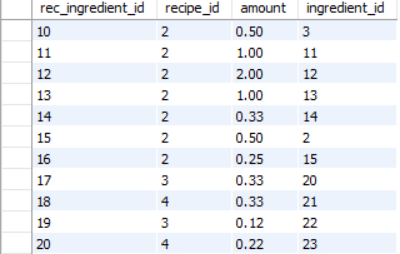 rec_ingredient_id recipe_id amount ingredient_id
10 2 0.50 3
11 2 1.00 11
12 2 2.00 12
13 2 1.00 13
14 2 0.33 14
15 2 0.50 2
16 2 0.25 15
17 3 0.33 20
18 4 0.33 21
19 3 0.12 22
20 4 0.22 23